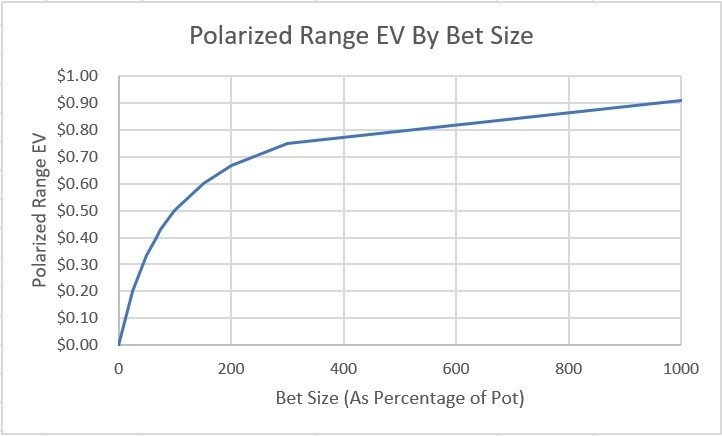 Polarized Range EV By Bet Size
Polarized Range EV
$1.00
$0.90
$0.80
$0.70
$0.60
$0.50
$0.40
$0.30
$0.20
$0.10
$0.00
0 200 400 600 800 1000
Bet Size (As Percentage of Pot)